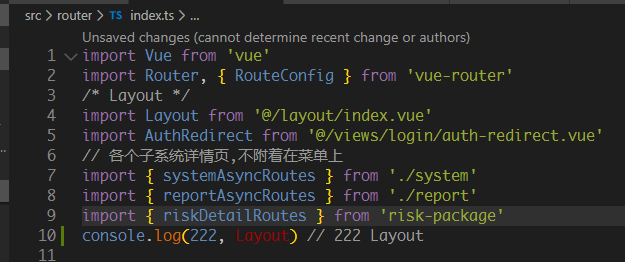 src > router > TS index.ts > ...
Unsaved changes (cannot determine recent change or authors)
1 import Vue from 'vue'
2 import Router, { RouteConfig } from 'vue-router'
3 /* Layout */
4 import Layout from '@/layout/index.vue'
5 import AuthRedirect from '@/views/login/auth-redirect.vue'
6 // 各个子系统详情页,不附着在菜单上
7 import { systemAsyncRoutes } from './system'
8 import { reportAsyncRoutes } from './report'
9 import { riskDetailRoutes } from 'risk-package'
10 console.log(222, Layout) // 222 Layout
11